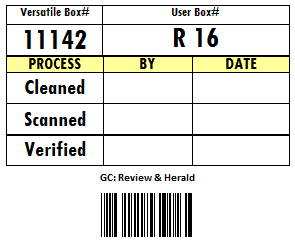 Versatile Box# User Box#
11142 R 16
PROCESS BY DATE
Cleaned
Scanned
Verified
GC: Review & Herald